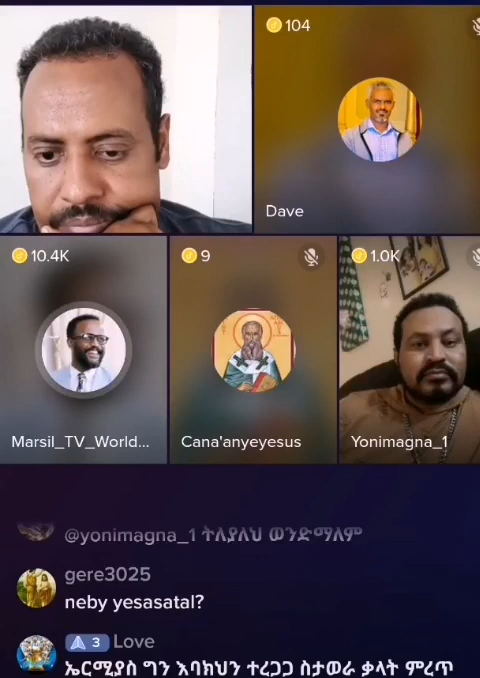 104
Dave
10.4K
9
1.0K
Marsil_TV_World...
Cana'anyeyesus
Yonimagna_1
@yonimagna_1 ትለያለህ ወንድማለም
gere3025
neby yesasatal?
3 Love
ኤርሚያስ ግን እባክህን ተረጋጋ ስታወራ ቃላት ምረጥ